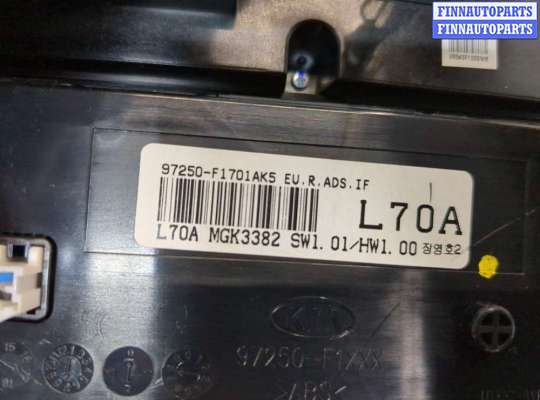 FINNAUTOPARTS
FINNAUTOPARTS
97250-F1701AK5 EU.R.ADS.IF
L70A
L70A MGK3382 SW1.01/HW1.00 장영호2
KIA
97250-F1XXX
>ABS<